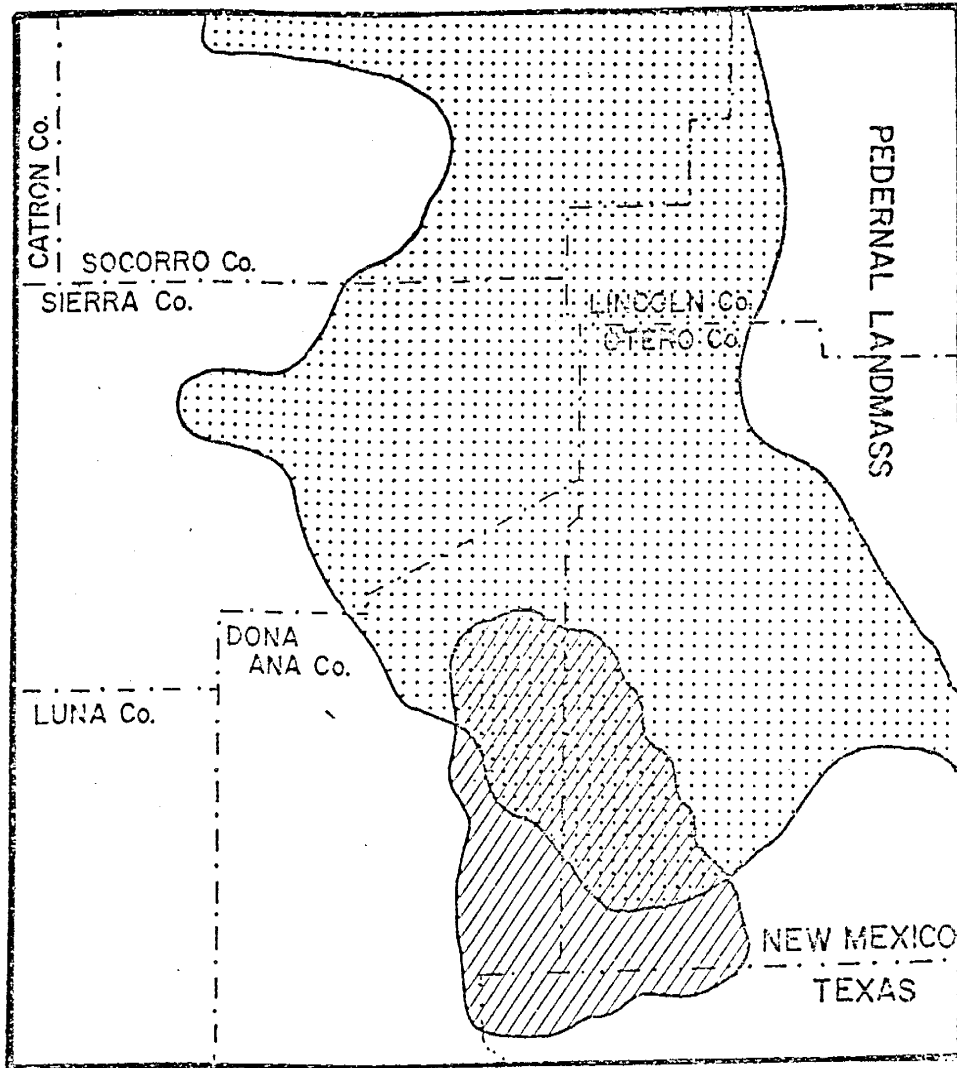 CATRON Co.
SOCORRO Co.
SIERRA Co.
PEDERNAL LANDMASS
LINCOLN Co.
OTERO Co.
DONA
ANA Co.
LUNA Co.
NEW MEXICO
TEXAS